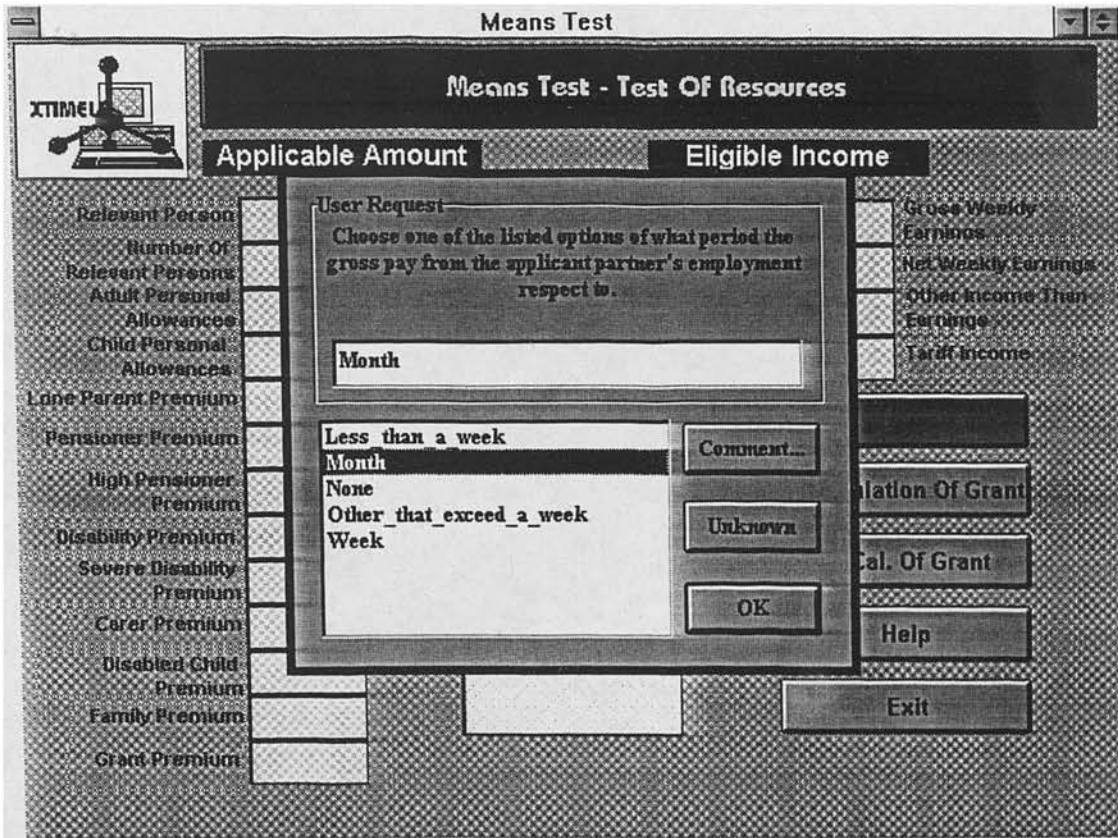 Means Test
XTIMEL
Means Test - Test Of Resources
Applicable Amount
Eligible Income
Relevant Person
Number Of
Relevant Persons
Adult Personal
Allowances
Child Personal
Allowances
Lone Parent Premium
Pensioner Premium
High Pensioner
Premium
Disability Premium
Severe Disability
Premium
Carer Premium
Disabled Child
Premium
Family Premium
Grant Premium
User Request
Choose one of the listed options of what period the
gross pay from the applicant partner's employment
respect to.
Month
Less_than_a_week
Month
None
Other_that_exceed_a_week
Week
Comment...
Unknown
OK
Gross Weekly
Earnings
Net Weekly Earnings
Other Income Than
Earnings
Tariff Income
lation Of Grant
Cal. Of Grant
Help
Exit